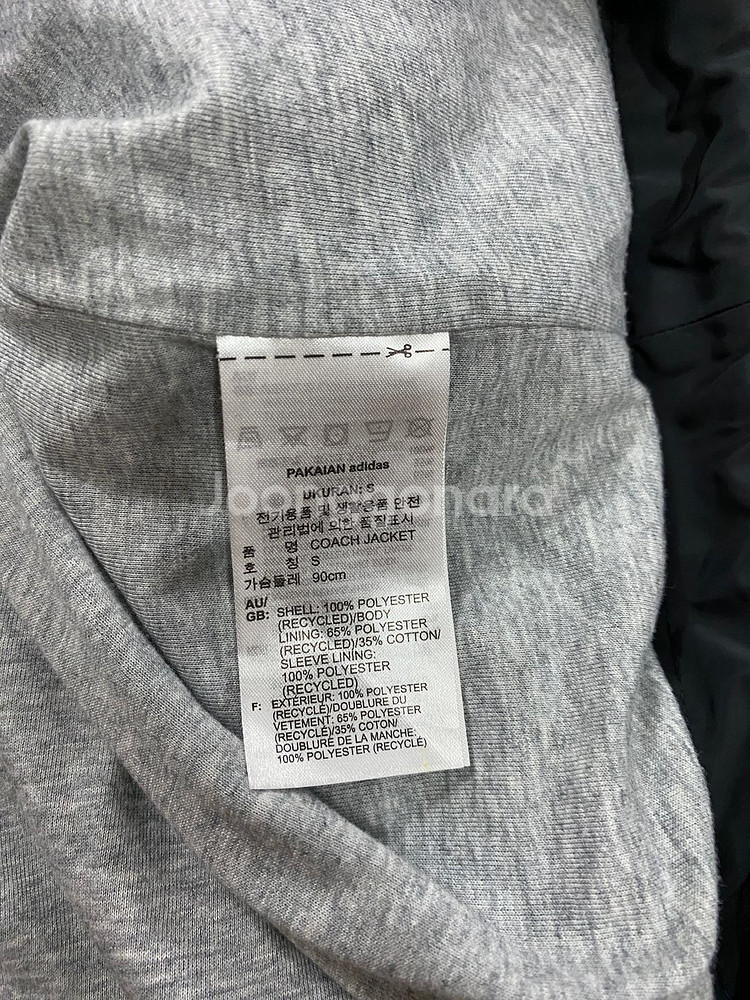 PAKAIAN adidas
UKURAN: S
전기용품 및 생활용품 안전
관리법에 의한 품질표시
품 명 COACH JACKET
호 칭 S
가슴둘레 90cm
AU/
GB: SHELL: 100% POLYESTER
(RECYCLED)/BODY
LINING: 65% POLYESTER
(RECYCLED)/35% COTTON/
SLEEVE LINING:
100% POLYESTER
(RECYCLED)
F: EXTÉRIEUR: 100% POLYESTER
(RECYCLÉ)/DOUBLURE DU
VETEMENT: 65% POLYESTER
(RECYCLÉ)/35% COTON/
DOUBLURE DE LA MANCHE:
100% POLYESTER (RECYCLÉ)